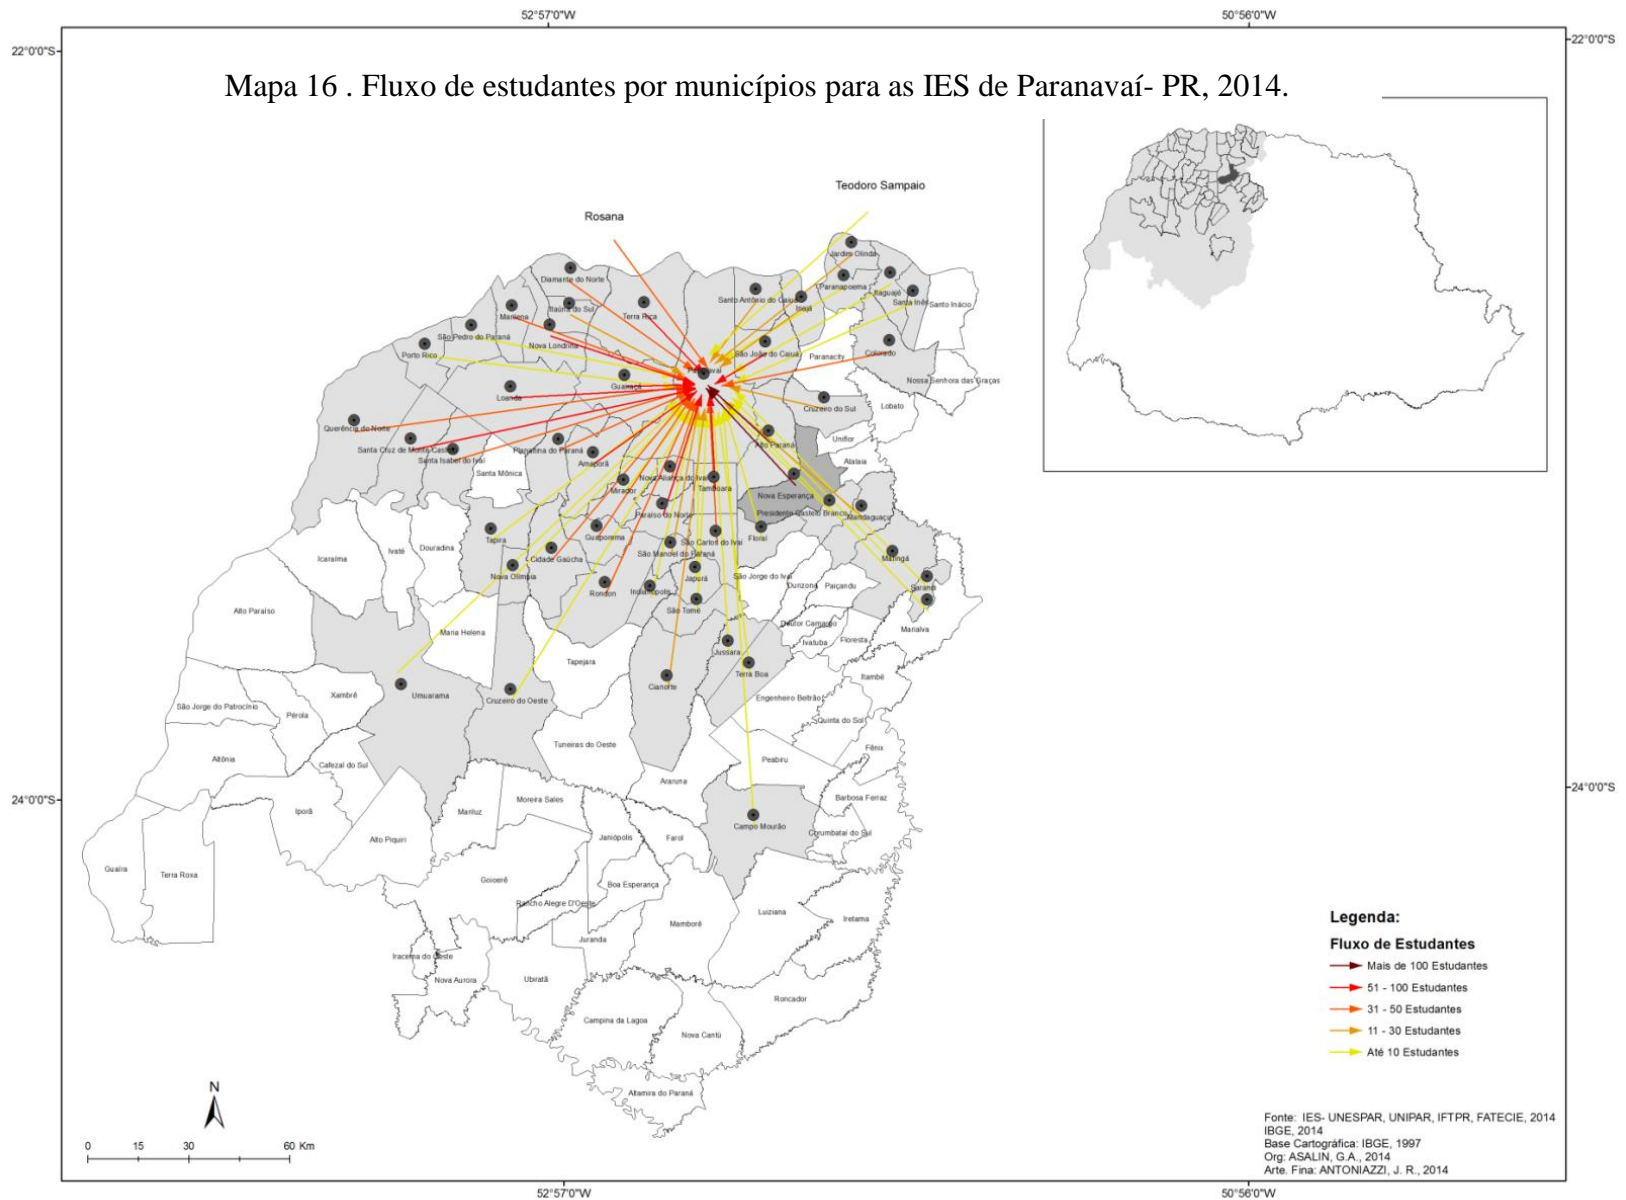 52°57'0"W
50°56'0"W
22°0'0"S
22°0'0"S
Mapa 16 . Fluxo de estudantes por municípios para as IES de Paranavaí- PR, 2014.
Teodoro Sampaio
Rosana
Jardim Olinda
Diamante do Norte
Paranapoema
Itaguajé
Santo Antônio do Caiuá
Inajá
Santa Inês
Santo Inácio
Itaúna do Sul
Marilena
Terra Rica
São Pedro do Paraná
Nova Londrina
Porto Rico
São João do Caiuá
Paranacity
Colorado
Paranavaí
Guairaçá
Nossa Senhora das Graças
Loanda
Cruzeiro do Sul
Lobato
Querência do Norte
Uniflor
Alto Paraná
Santa Cruz de Monte Castelo
Santa Isabel do Ivaí
Planaltina do Paraná
Amaporã
Atalaia
Santa Mônica
Nova Aliança do Ivaí
Mirador
Tamboara
Nova Esperança
Paraíso do Norte
Presidente Castelo Branco
Mandaguaçu
Tapira
Guaporema
São Carlos do Ivaí
Floraí
Icaraíma
Ivaté
Douradina
Cidade Gaúcha
São Manoel do Paraná
Maringá
Nova Olímpia
Japurá
São Jorge do Ivaí
Ourizona
Paiçandu
Sarandi
Rondon
Indianópolis
São Tomé
Alto Paraíso
Doutor Camargo
Marialva
Maria Helena
Ivatuba
Floresta
Jussara
Tapejara
Terra Boa
Itambé
Cianorte
Xambrê
Umuarama
Cruzeiro do Oeste
Engenheiro Beltrão
São Jorge do Patrocínio
Pérola
Quinta do Sol
Tuneiras do Oeste
Fênix
Altônia
Cafezal do Sul
Peabiru
Araruna
24°0'0"S
24°0'0"S
Barbosa Ferraz
Moreira Sales
Iporã
Mariluz
Campo Mourão
Corumbataí do Sul
Alto Piquiri
Janiópolis
Farol
Guaíra
Terra Roxa
Goioerê
Boa Esperança
Rancho Alegre D'Oeste
Luiziana
Iretama
Mamborê
Juranda
Iracema do Oeste
Nova Aurora
Ubiratã
Roncador
Campina da Lagoa
Nova Cantú
Altamira do Paraná
Legenda:
Fluxo de Estudantes
Mais de 100 Estudantes
51 - 100 Estudantes
31 - 50 Estudantes
11 - 30 Estudantes
Até 10 Estudantes
N
0 15 30 60 Km
Fonte: IES- UNESPAR, UNIPAR, IFTPR, FATECIE, 2014
IBGE, 2014
Base Cartográfica: IBGE, 1997
Org: ASALIN, G.A., 2014
Arte. Fina: ANTONIAZZI, J. R., 2014
52°57'0"W
50°56'0"W